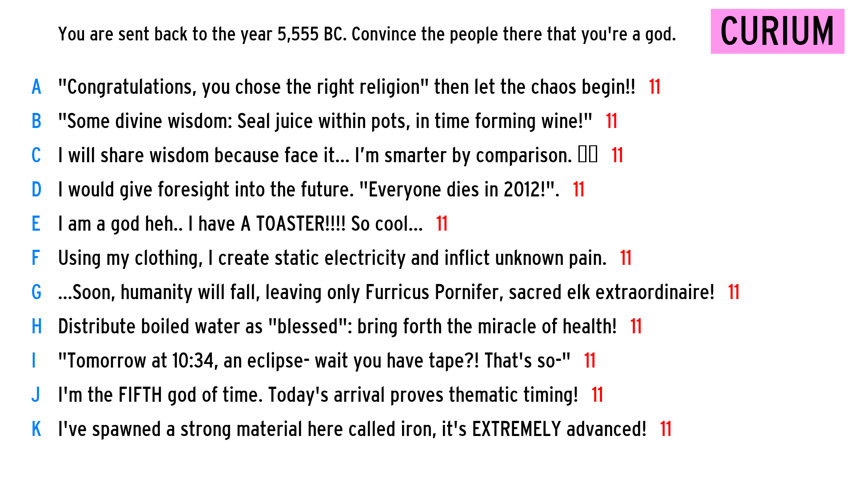 You are sent back to the year 5,555 BC. Convince the people there that you're a god.
CURIUM
A "Congratulations, you chose the right religion" then let the chaos begin!! 11
B "Some divine wisdom: Seal juice within pots, in time forming wine!" 11
C I will share wisdom because face it... I’m smarter by comparison. 11
D I would give foresight into the future. "Everyone dies in 2012!". 11
E I am a god heh.. I have A TOASTER!!!! So cool... 11
F Using my clothing, I create static electricity and inflict unknown pain. 11
G ...Soon, humanity will fall, leaving only Furricus Pornifer, sacred elk extraordinaire! 11
H Distribute boiled water as "blessed": bring forth the miracle of health! 11
I "Tomorrow at 10:34, an eclipse- wait you have tape?! That's so-" 11
J I'm the FIFTH god of time. Today's arrival proves thematic timing! 11
K I've spawned a strong material here called iron, it's EXTREMELY advanced! 11